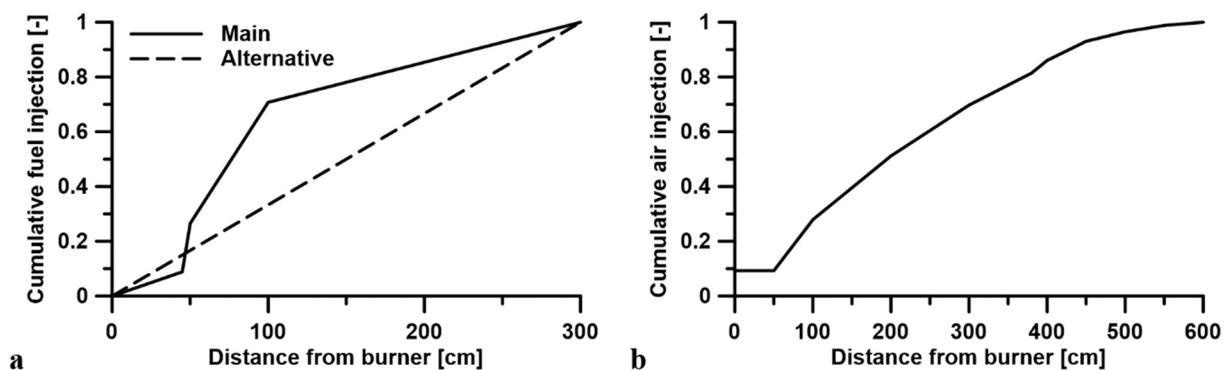 Cumulative fuel injection [-]
1
0.8
0.6
0.4
0.2
0
Main
Alternative
0
100
200
300
Distance from burner [cm]
a
Cumulative air injection [-]
1
0.8
0.6
0.4
0.2
0
0
100
200
300
400
500
600
Distance from burner [cm]
b